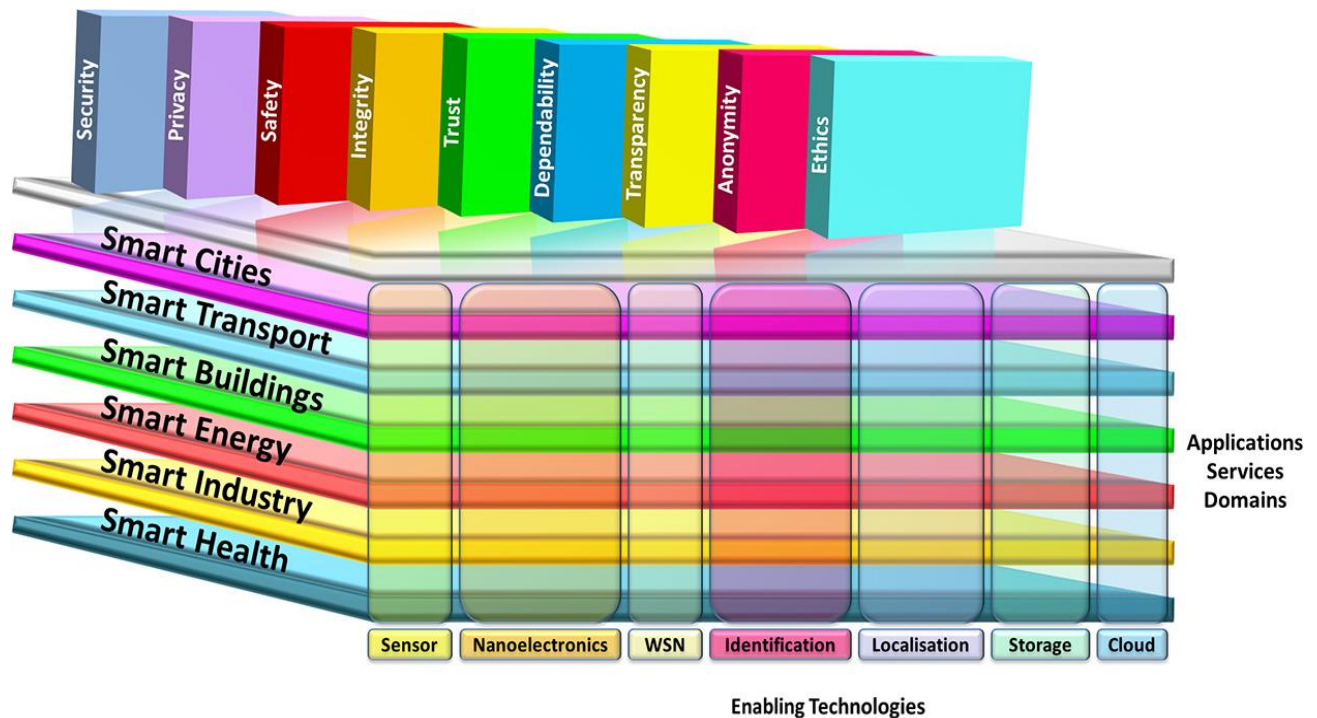 Security
Privacy
Safety
Integrity
Trust
Dependability
Transparency
Anonymity
Ethics
Smart Cities
Smart Transport
Smart Buildings
Smart Energy
Smart Industry
Smart Health
Applications
Services
Domains
Sensor
Nanoelectronics
WSN
Identification
Localisation
Storage
Cloud
Enabling Technologies